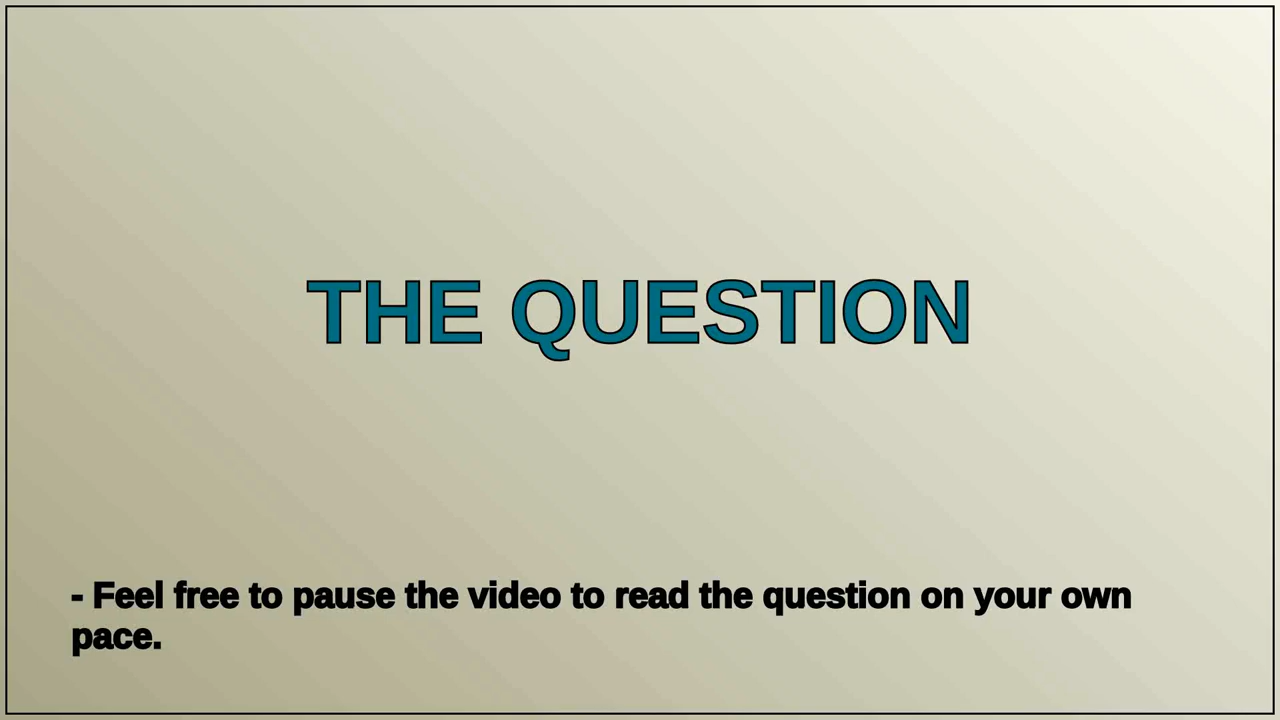 THE QUESTION
- Feel free to pause the video to read the question on your own
pace.